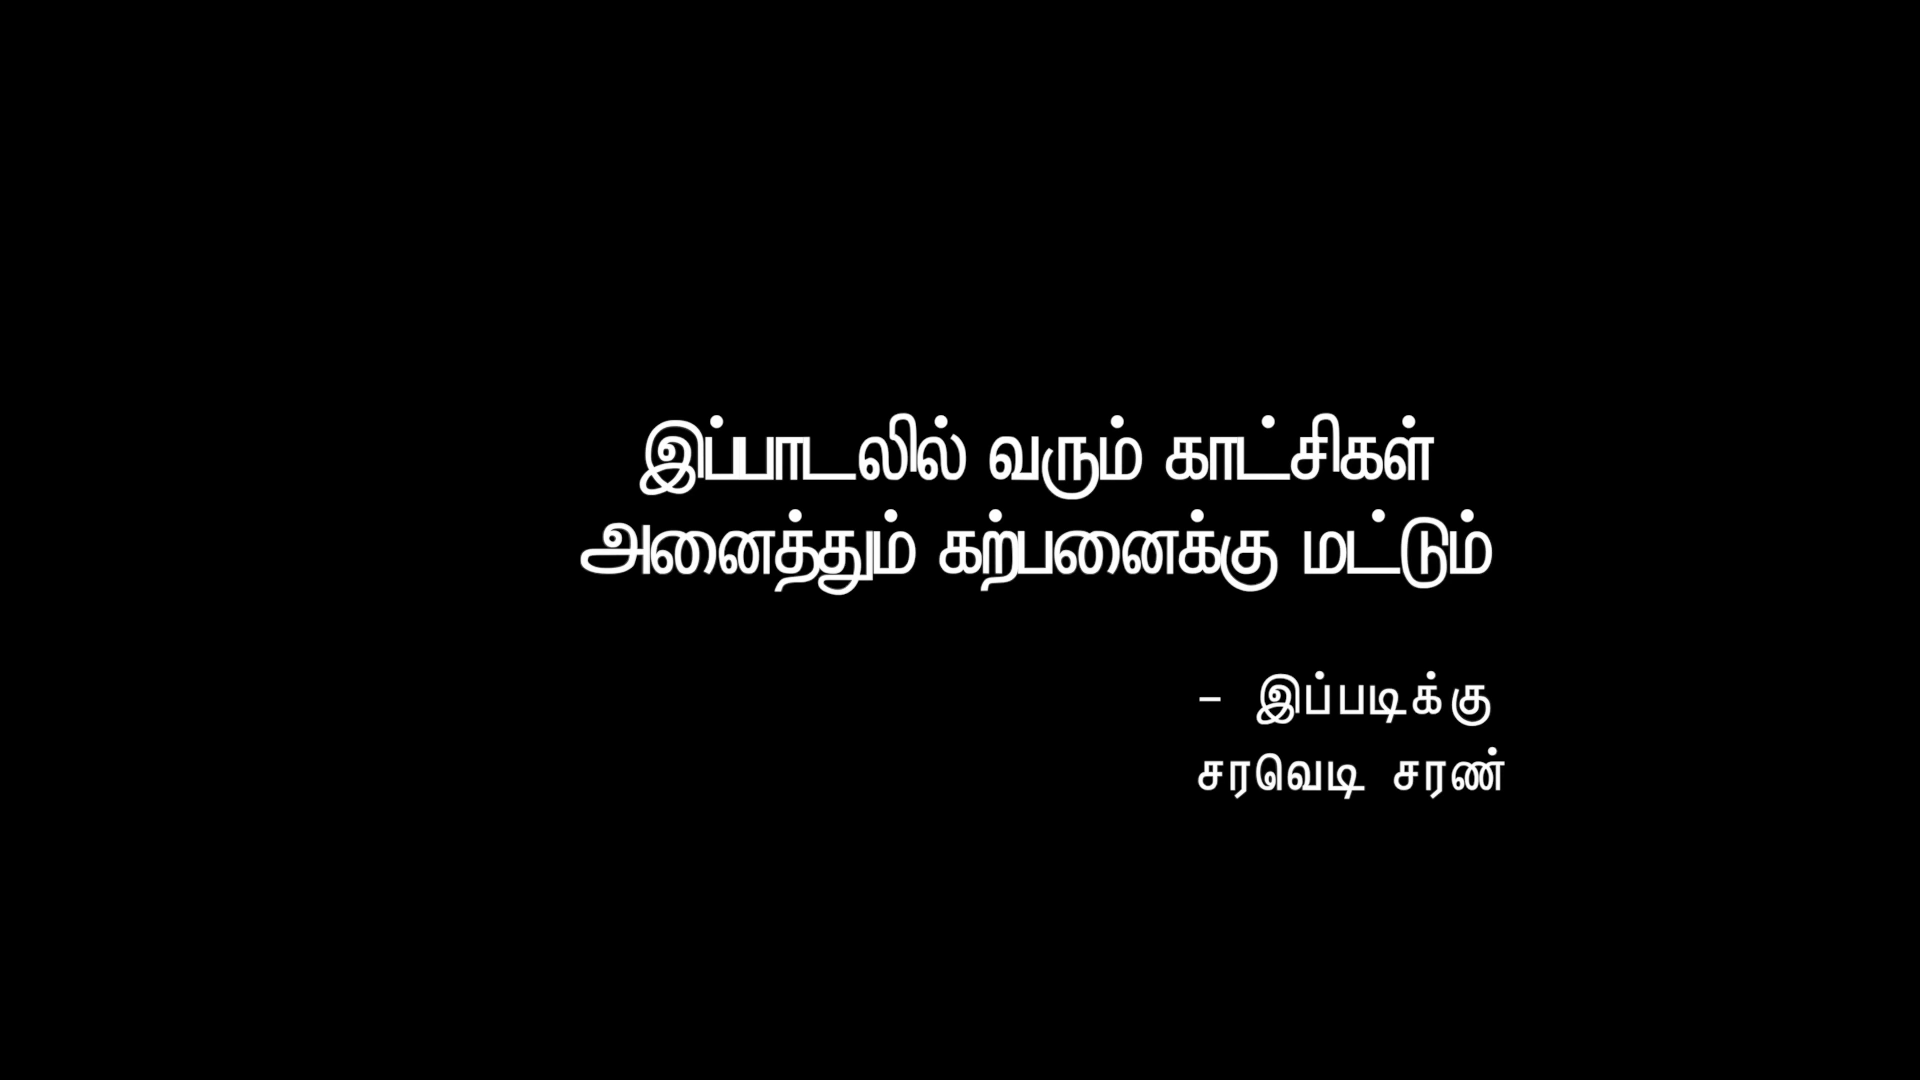 இப்பாடலில் வரும் காட்சிகள்
அனைத்தும் கற்பனைக்கு மட்டும்
- இப்படிக்கு
சரவெடி சரண்